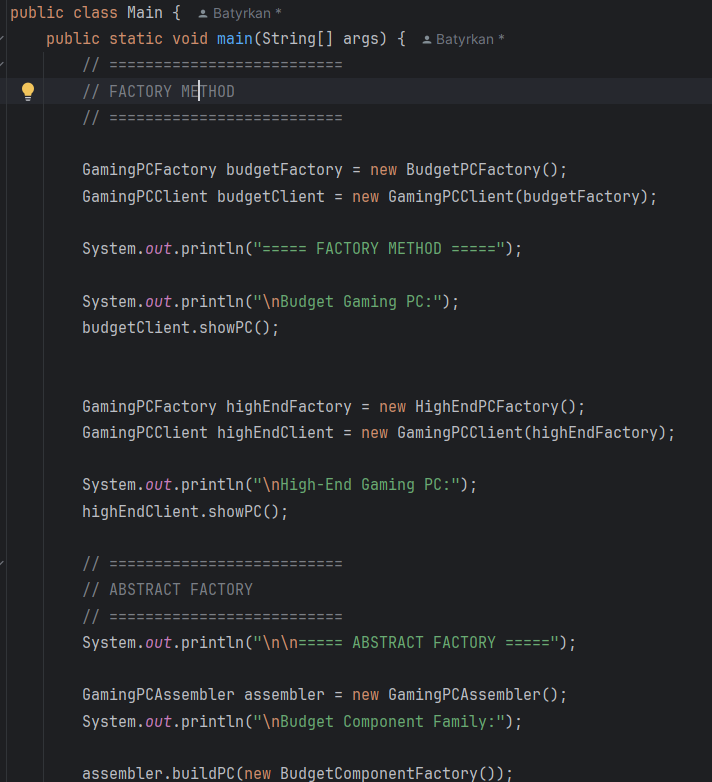 public class Main {  Batyrkan *
    public static void main(String[] args) {  Batyrkan *
        // ==========================
        // FACTORY METHOD
        // ==========================
        GamingPCFactory budgetFactory = new BudgetPCFactory();
        GamingPCClient budgetClient = new GamingPCClient(budgetFactory);
        System.out.println("===== FACTORY METHOD =====");
        System.out.println("\nBudget Gaming PC:");
        budgetClient.showPC();
        GamingPCFactory highEndFactory = new HighEndPCFactory();
        GamingPCClient highEndClient = new GamingPCClient(highEndFactory);
        System.out.println("\nHigh-End Gaming PC:");
        highEndClient.showPC();
        // ==========================
        // ABSTRACT FACTORY
        // ==========================
        System.out.println("\n\n===== ABSTRACT FACTORY =====");
        GamingPCAssembler assembler = new GamingPCAssembler();
        System.out.println("\nBudget Component Family:");
        assembler.buildPC(new BudgetComponentFactory());